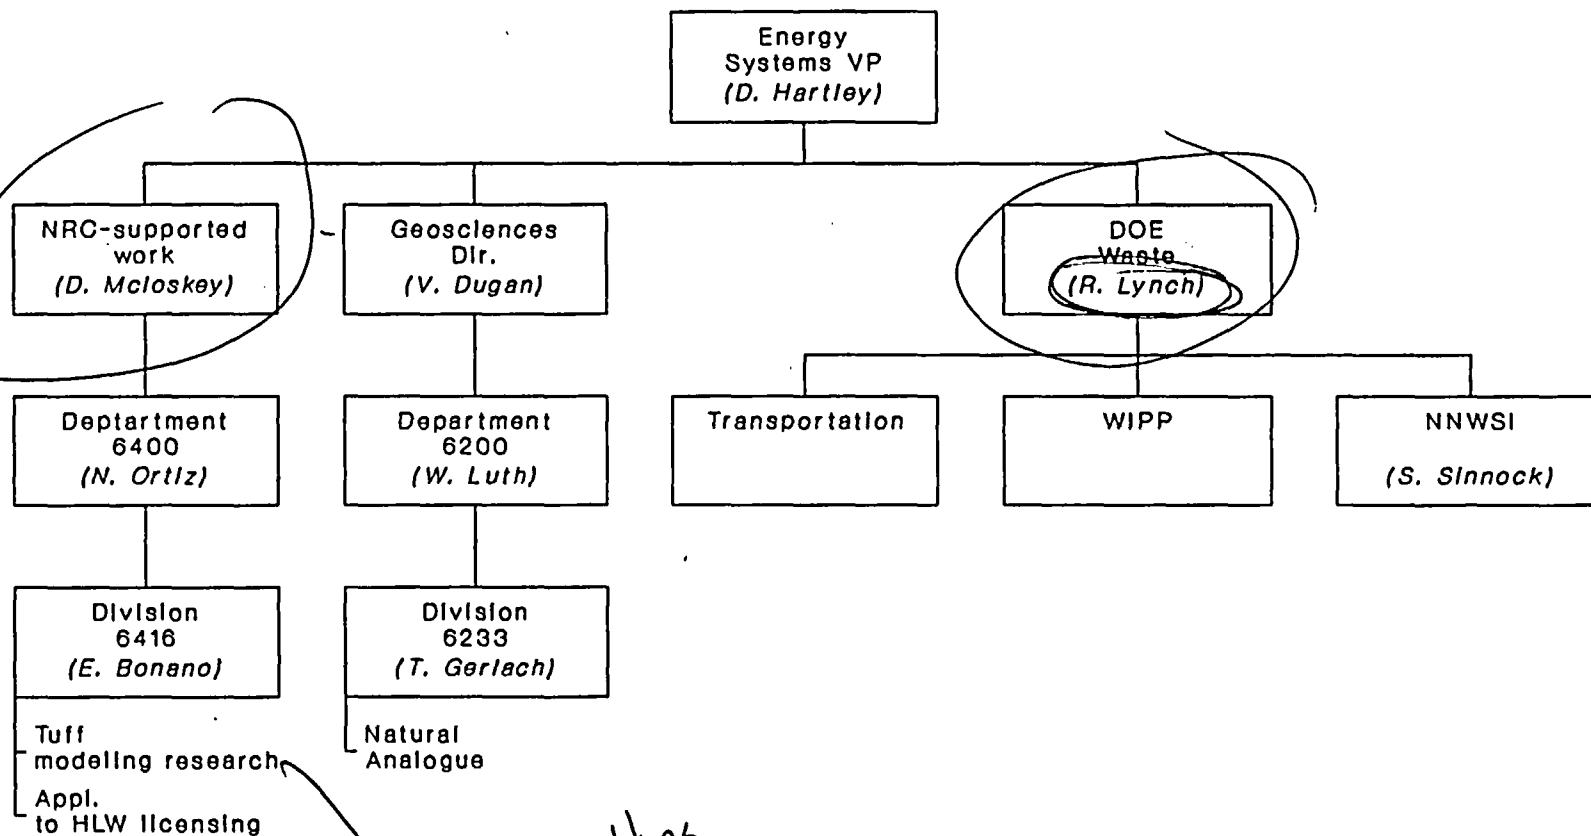 Energy
Systems VP
(D. Hartley)
NRC-supported
work
(D. Mcloskey)
Geosciences
Dir.
(V. Dugan)
DOE
Waste
(R. Lynch)
Deptartment
6400
(N. Ortiz)
Department
6200
(W. Luth)
Transportation
WIPP
NNWSI
(S. Sinnock)
Division
6416
(E. Bonano)
Division
6233
(T. Gerlach)
Tuff
modeling research
Natural
Analogue
Appl.
to HLW licensing